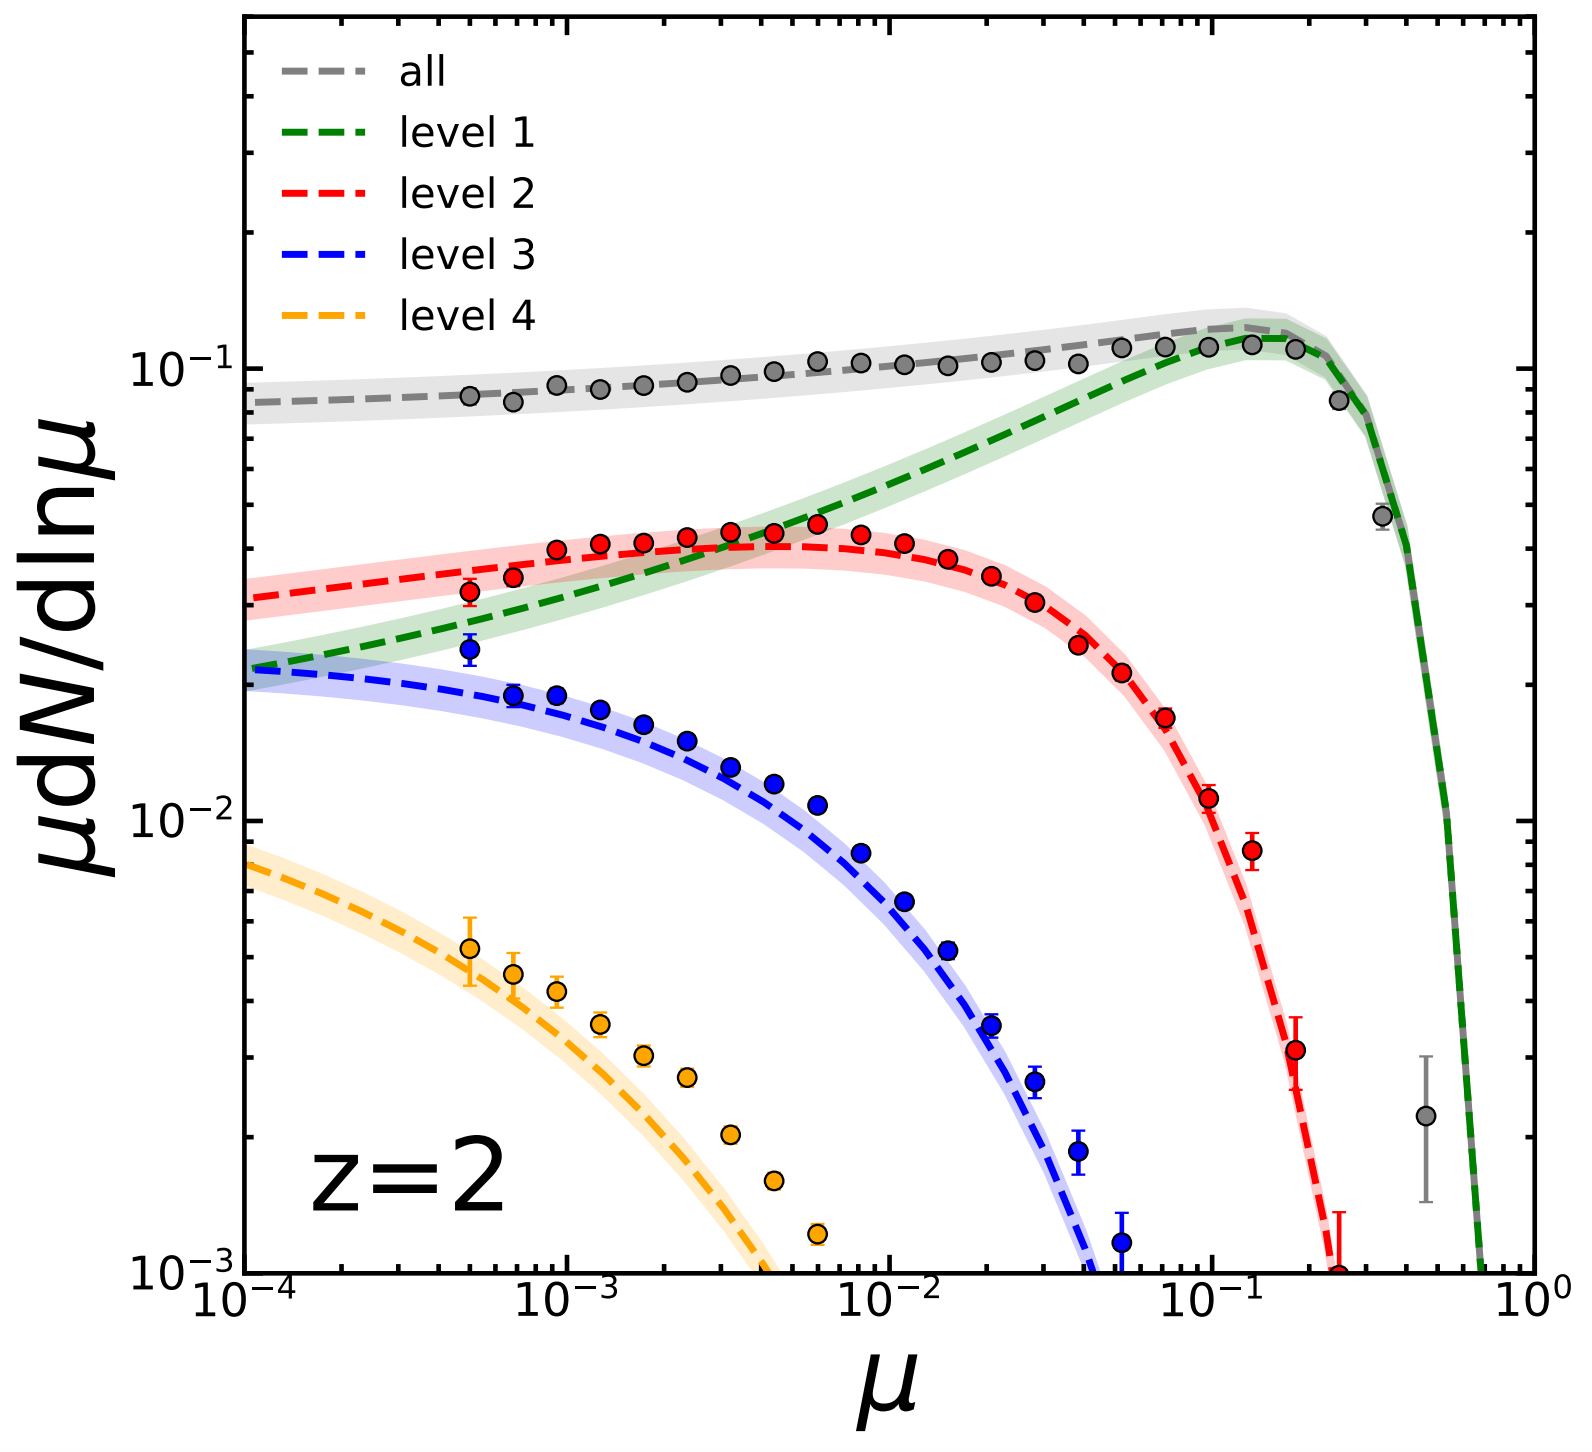 all
level 1
level 2
level 3
level 4
μdN/dlnμ
10⁻¹
10⁻²
10⁻³
z=2
10⁻⁴
10⁻³
10⁻²
10⁻¹
10⁰
μ